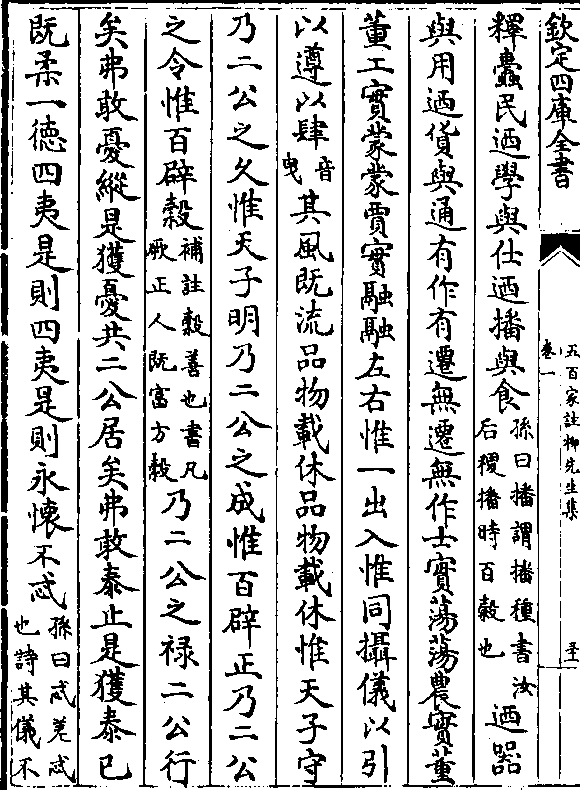 欽定四庫全書
五百家註柳先生集
卷一
釋蠹民迺學與仕迺播與食孫曰播謂播種書汝后稷播時百穀也迺器
與用迺貨與通有作有遷無遷無作士實蕩蕩農實董
董工實蒙蒙賈實融融左右惟一出入惟同攝儀以引
以遵以肆音曳其風既流品物載休品物載休惟天子守
乃二公之久惟天子明乃二公之成惟百辟正乃二公
之令惟百辟穀補註穀善也書凡厥正人既富方穀乃二公之禄二公行
矣弗敢憂縱是獲憂共二公居矣弗敢泰止是獲泰已
既柔一德四夷是則四夷是則永懷不忒孫曰忒差忒也詩其儀不